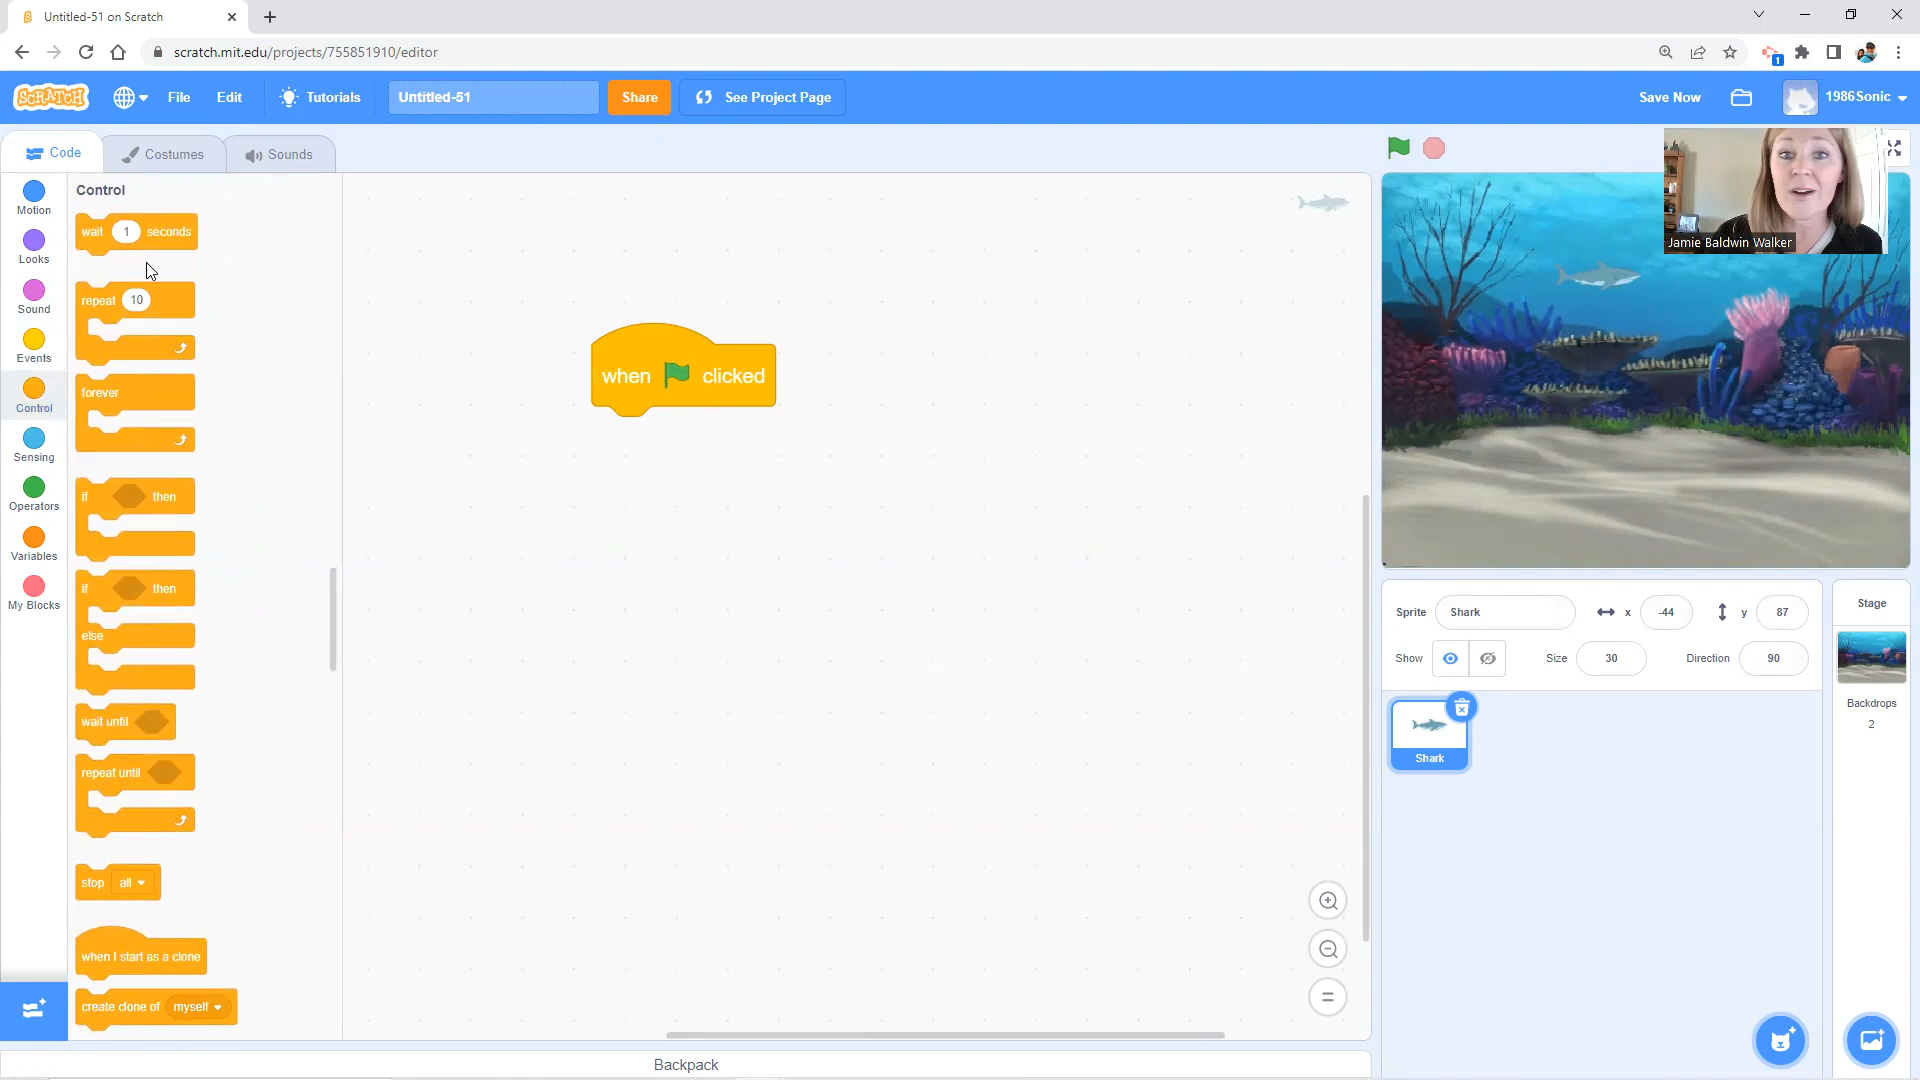 Untitled-51 on Scratch
scratch.mit.edu/projects/755851910/editor
1
SCRATCH
File
Edit
Tutorials
Untitled-51
Share
See Project Page
Save Now
1986Sonic
Code
Costumes
Sounds
Jamie Baldwin Walker
Motion
Looks
Sound
Events
Control
Sensing
Operators
Variables
My Blocks
Control
wait 1 seconds
repeat 10
forever
if then
if then
else
wait until
repeat until
stop all
when I start as a clone
create clone of myself
when clicked
Sprite Shark x -44 y 87
Show Size 30 Direction 90
Shark
Stage
Backdrops
2
Backpack